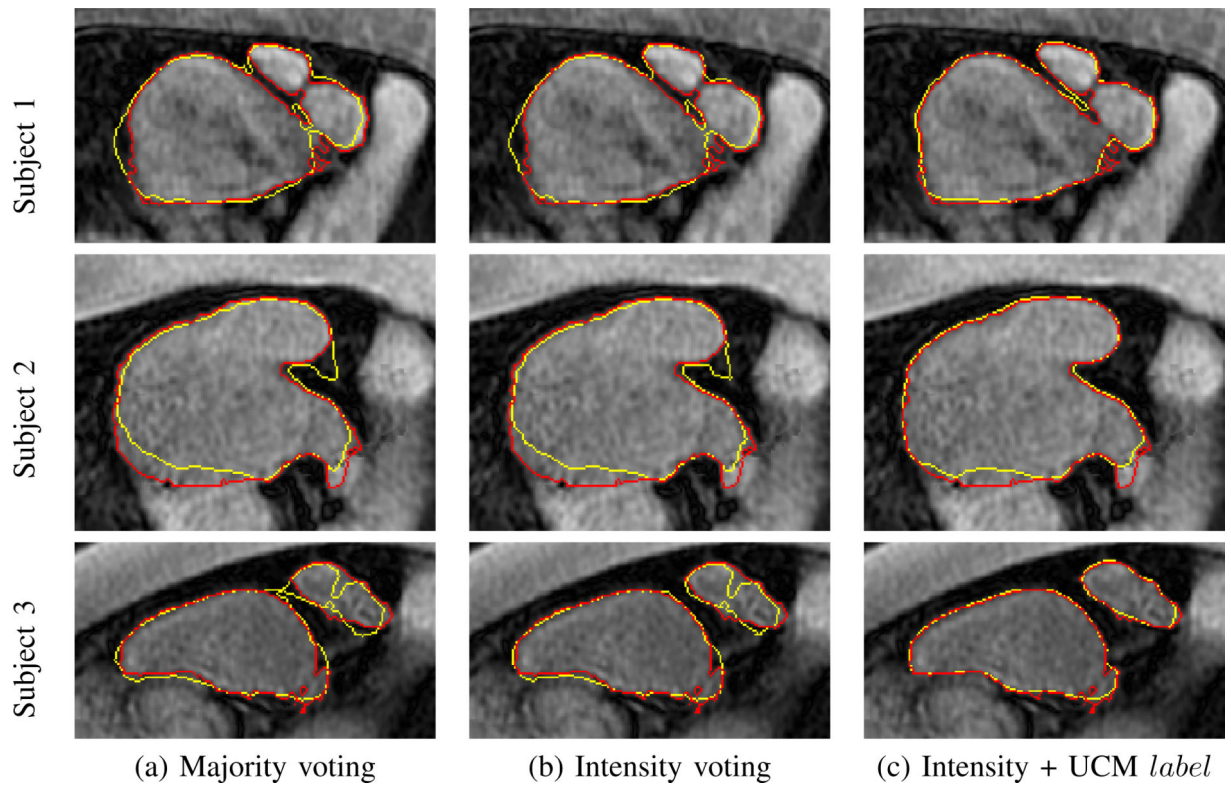 Subject 1
Subject 2
Subject 3
(a) Majority voting
(b) Intensity voting
(c) Intensity + UCM label